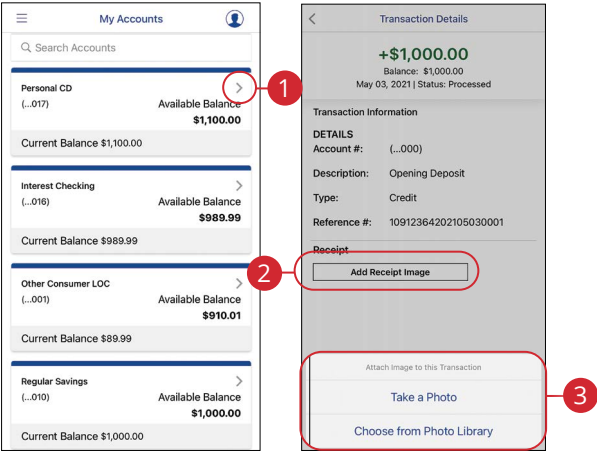 My Accounts
Search Accounts
Personal CD
(...017) Available Balance
$1,100.00
Current Balance $1,100.00
Interest Checking
(...016) Available Balance
$989.99
Current Balance $989.99
Other Consumer LOC
(...001) Available Balance
$910.01
Current Balance $89.99
Regular Savings
(...010) Available Balance
$1,000.00
Current Balance $1,000.00
1
2
Transaction Details
+$1,000.00
Balance: $1,000.00
May 03, 2021 | Status: Processed
Transaction Information
DETAILS
Account #: (...000)
Description: Opening Deposit
Type: Credit
Reference #: 10912364202105030001
Receipt
Add Receipt Image
Attach Image to this Transaction
Take a Photo
Choose from Photo Library
3